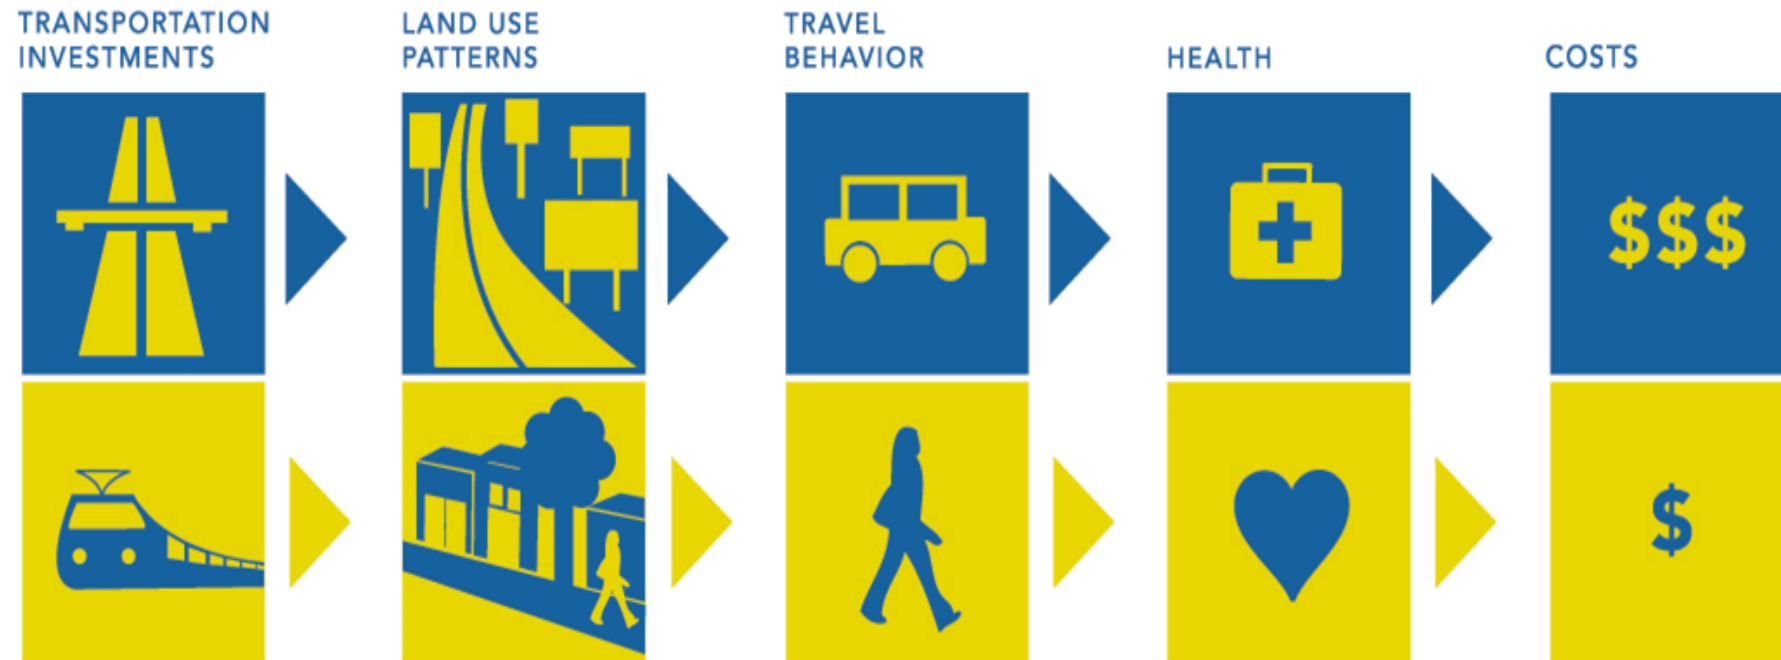 TRANSPORTATION
INVESTMENTS
LAND USE
PATTERNS
TRAVEL
BEHAVIOR
HEALTH
COSTS
$$$
$